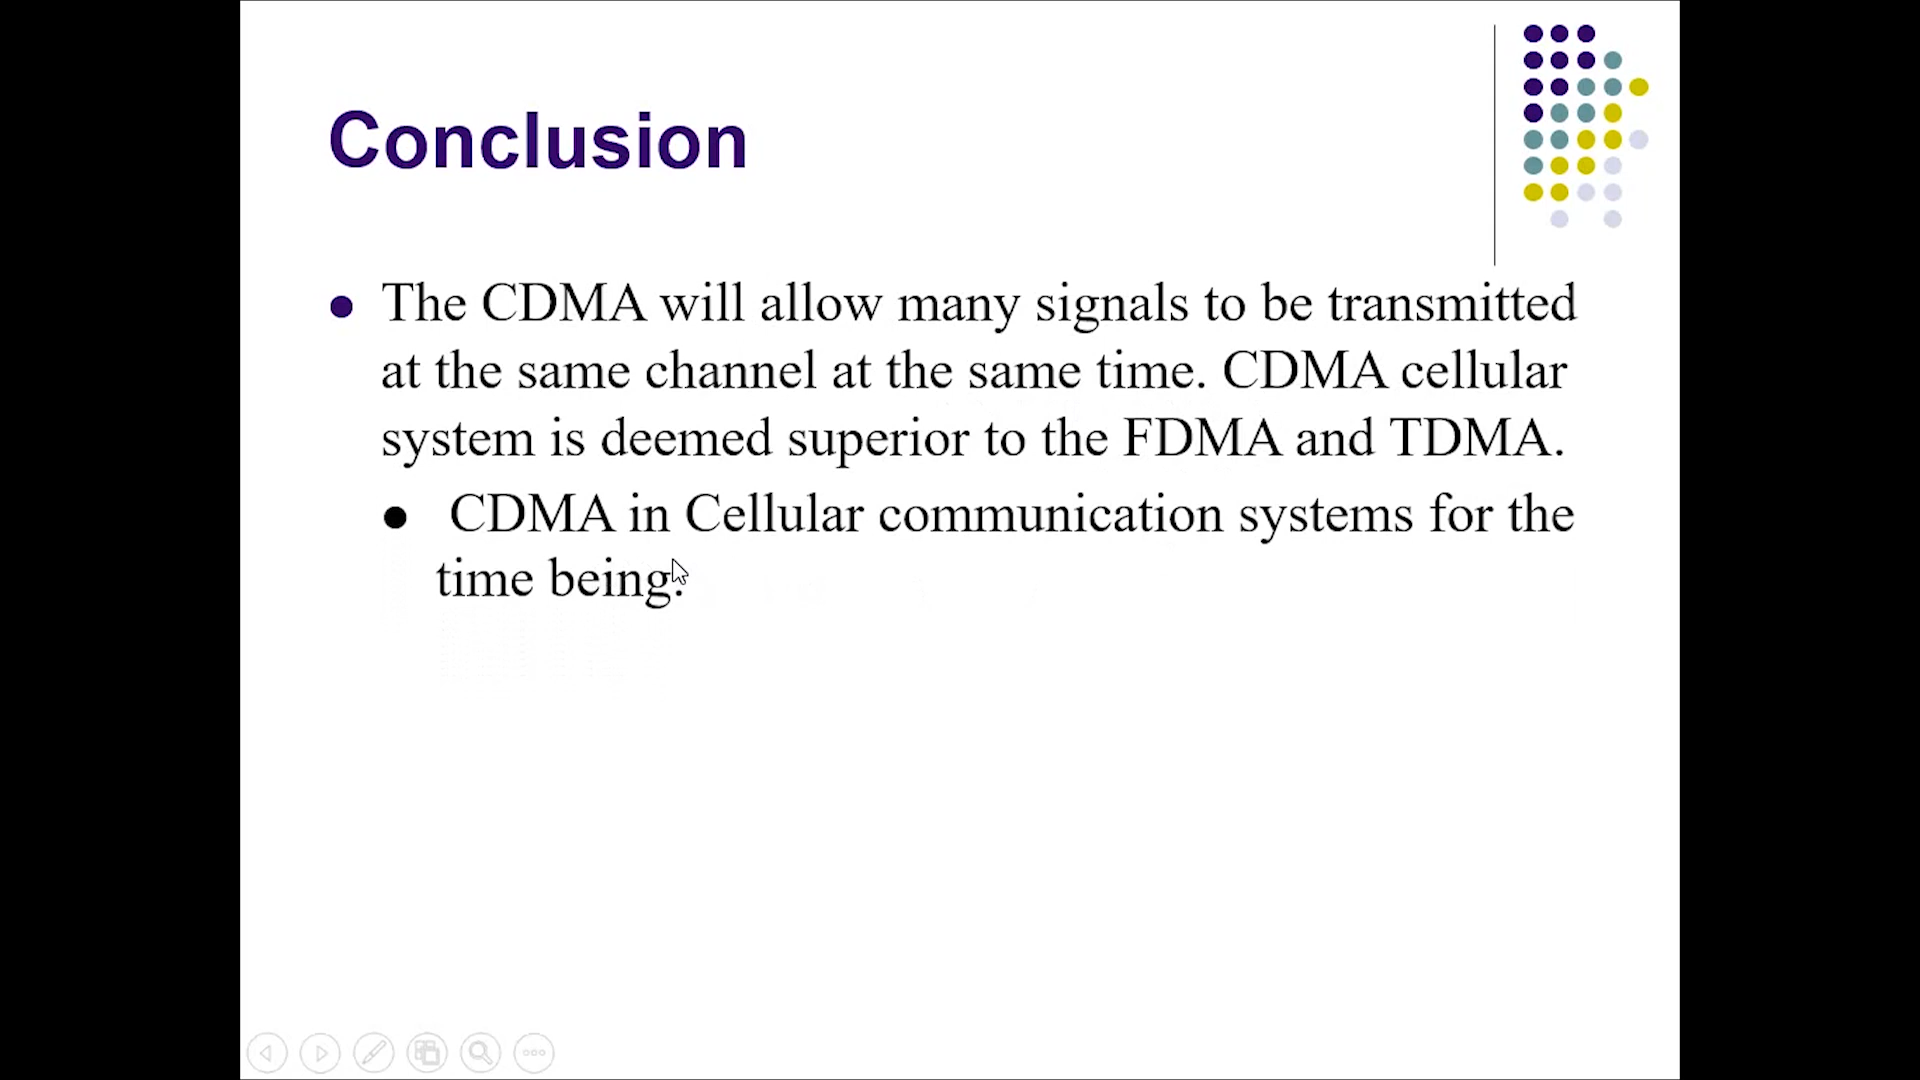 Conclusion
The CDMA will allow many signals to be transmitted
at the same channel at the same time. CDMA cellular
system is deemed superior to the FDMA and TDMA.
CDMA in Cellular communication systems for the
time being.